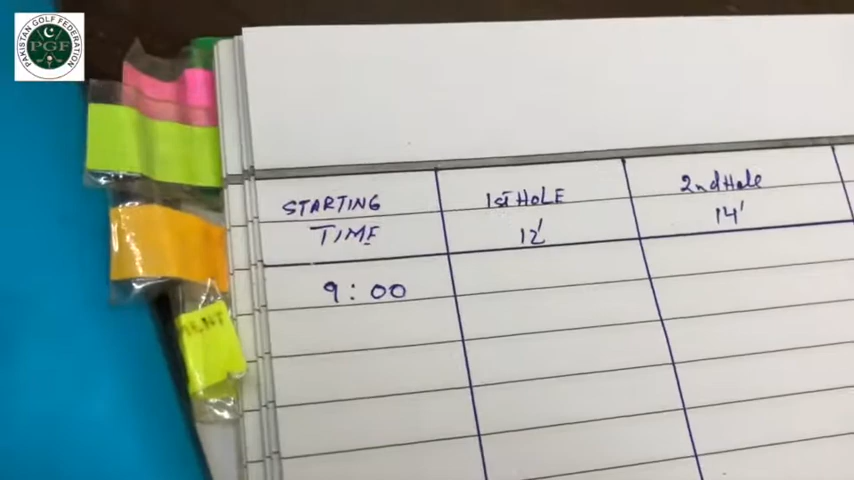 PAKISTAN GOLF FEDERATION
PGF
STARTING TIME
1st HOLE 12'
2nd Hole 14'
9:00